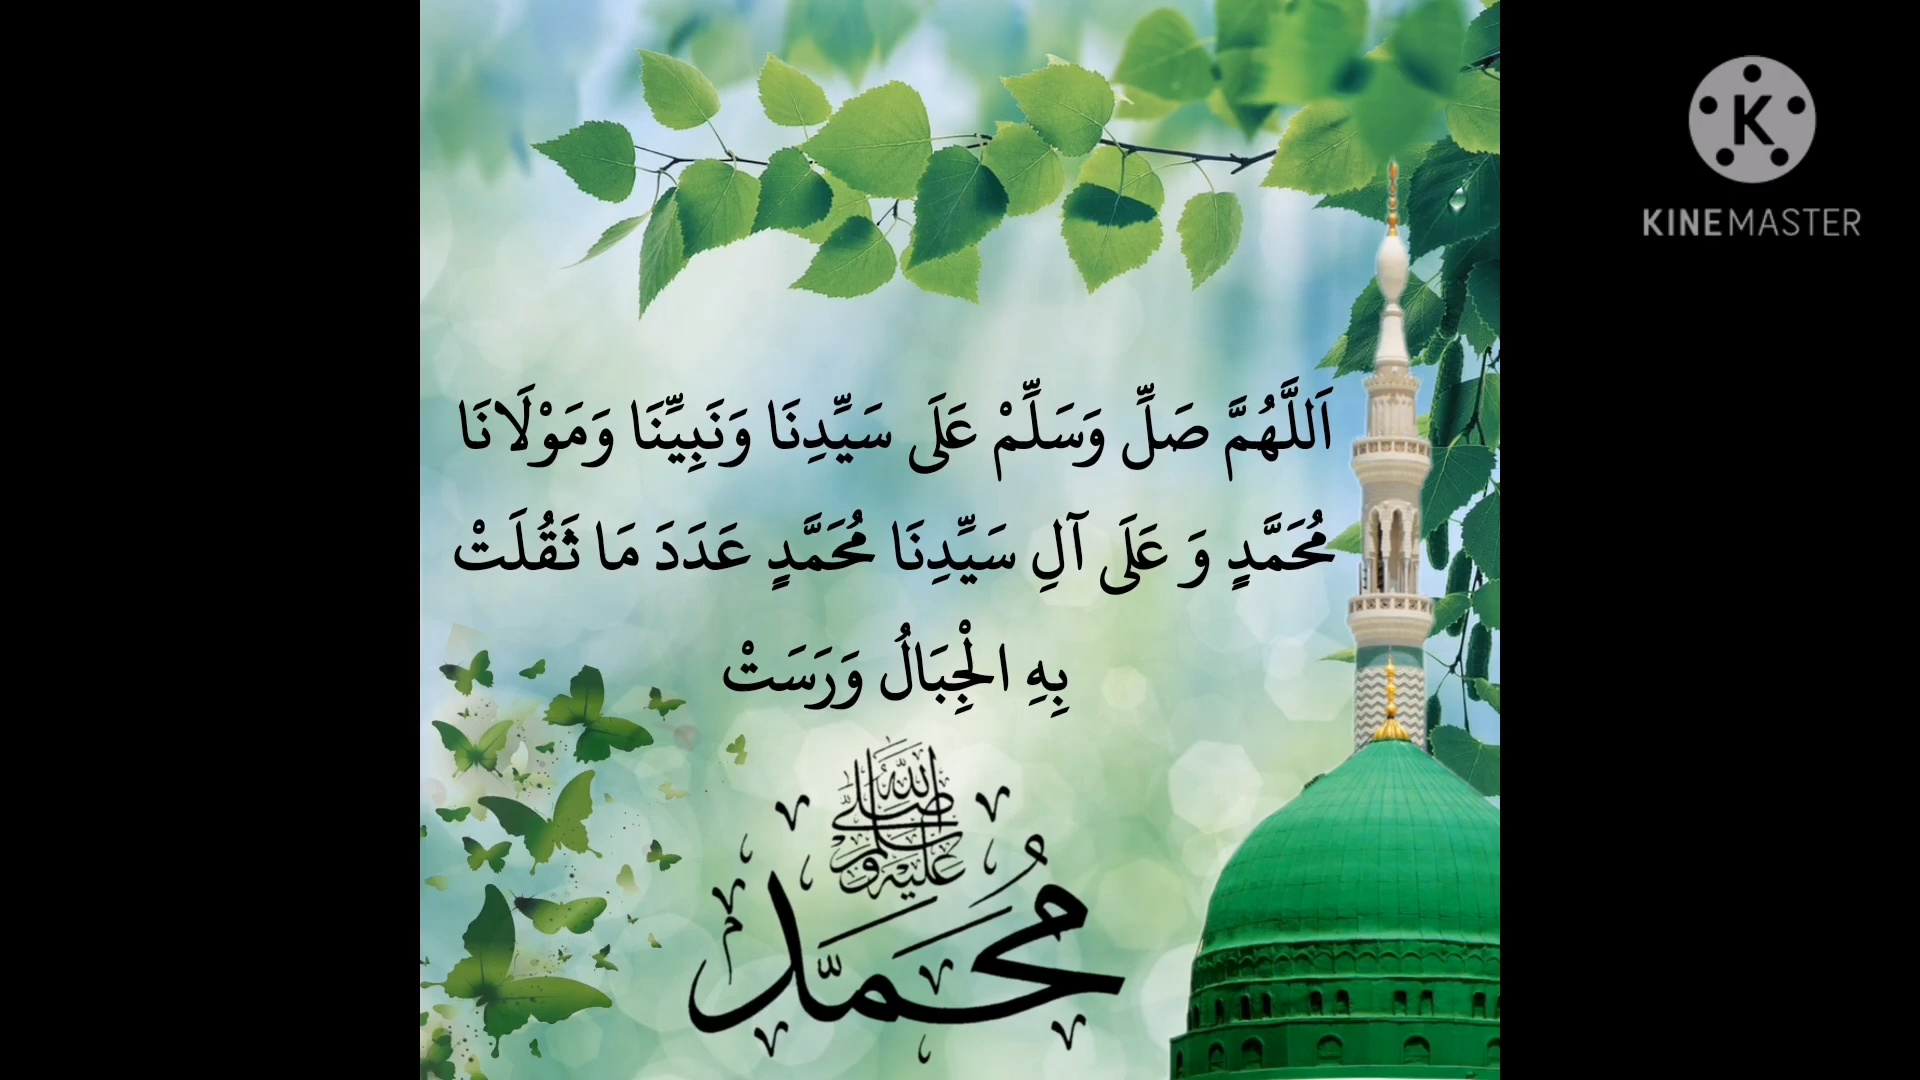 اَللَّهُمَّ صَلِّ وَسَلِّمْ عَلَى سَيِّدِنَا وَنَبِيِّنَا وَمَوْلَانَا
مُحَمَّدٍ وَ عَلَى آلِ سَيِّدِنَا مُحَمَّدٍ عَدَدَ مَا ثَقُلَتْ
بِهِ الْجِبَالُ وَرَسَتْ
صلى الله عليه وسلم
مُحَمَّد
K
KINEMASTER